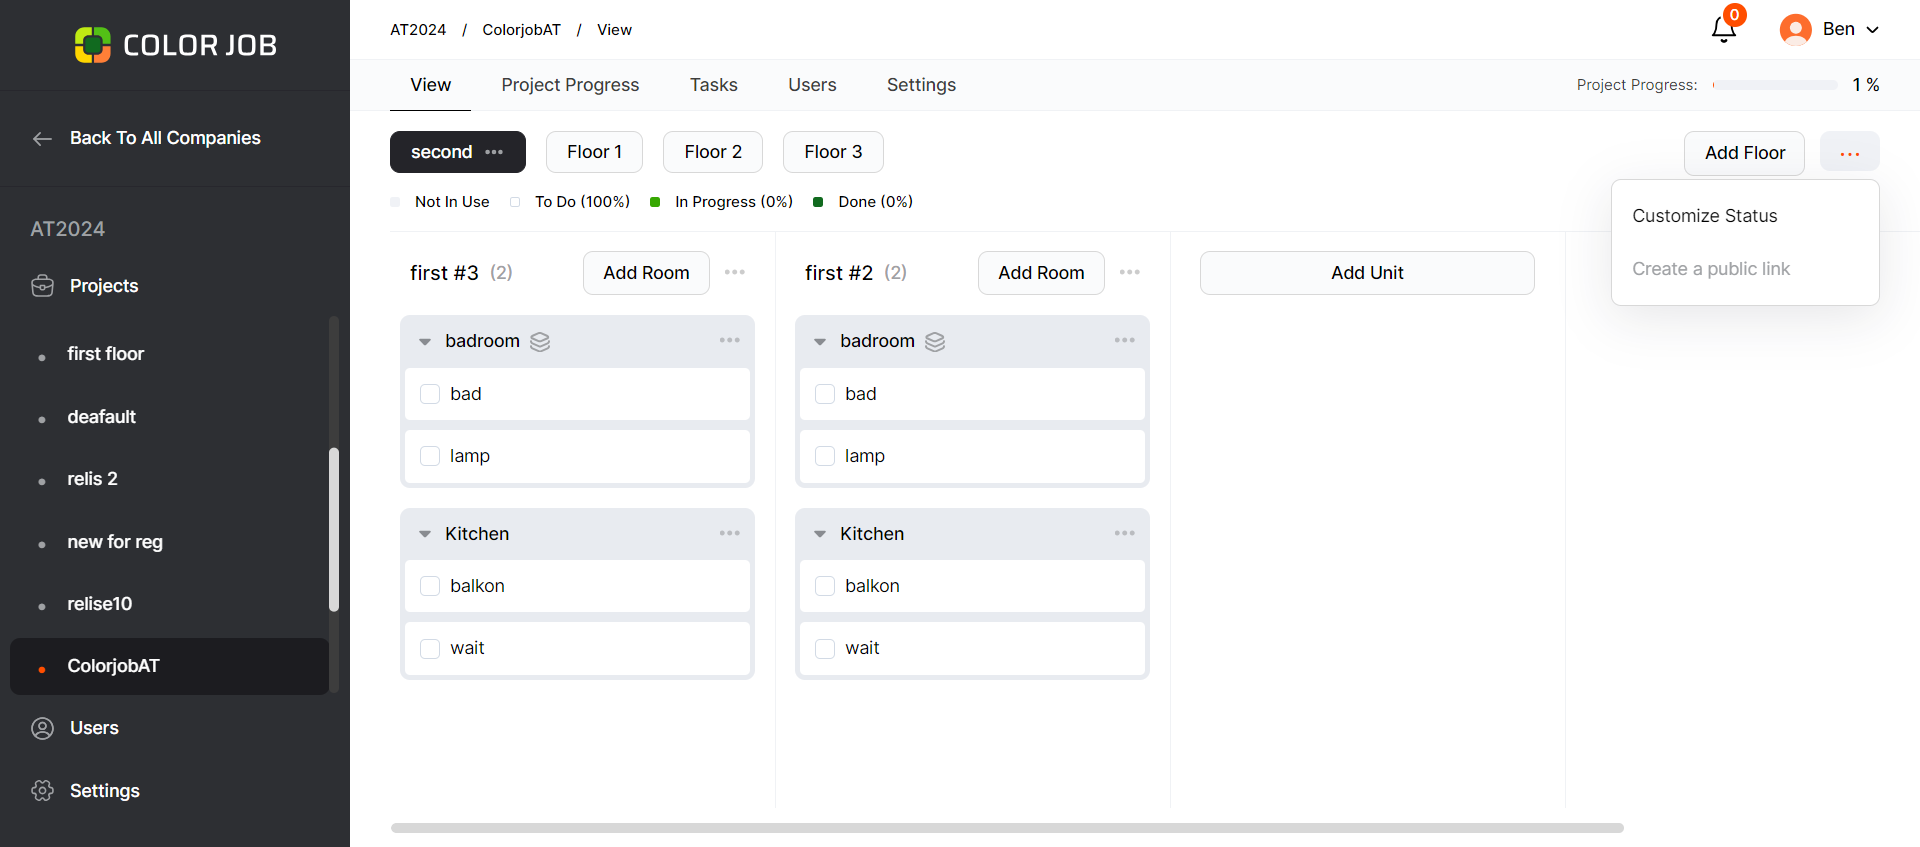 COLOR JOB
Back To All Companies
AT2024
Projects
first floor
deafault
relis 2
new for reg
relise10
ColorjobAT
Users
Settings
AT2024 / ColorjobAT / View
0
Ben
View Project Progress Tasks Users Settings
Project Progress: 1 %
second Floor 1 Floor 2 Floor 3
Add Floor
Not In Use To Do (100%) In Progress (0%) Done (0%)
Customize Status
Create a public link
first #3 (2) Add Room
badroom
bad
lamp
Kitchen
balkon
wait
first #2 (2) Add Room
badroom
bad
lamp
Kitchen
balkon
wait
Add Unit